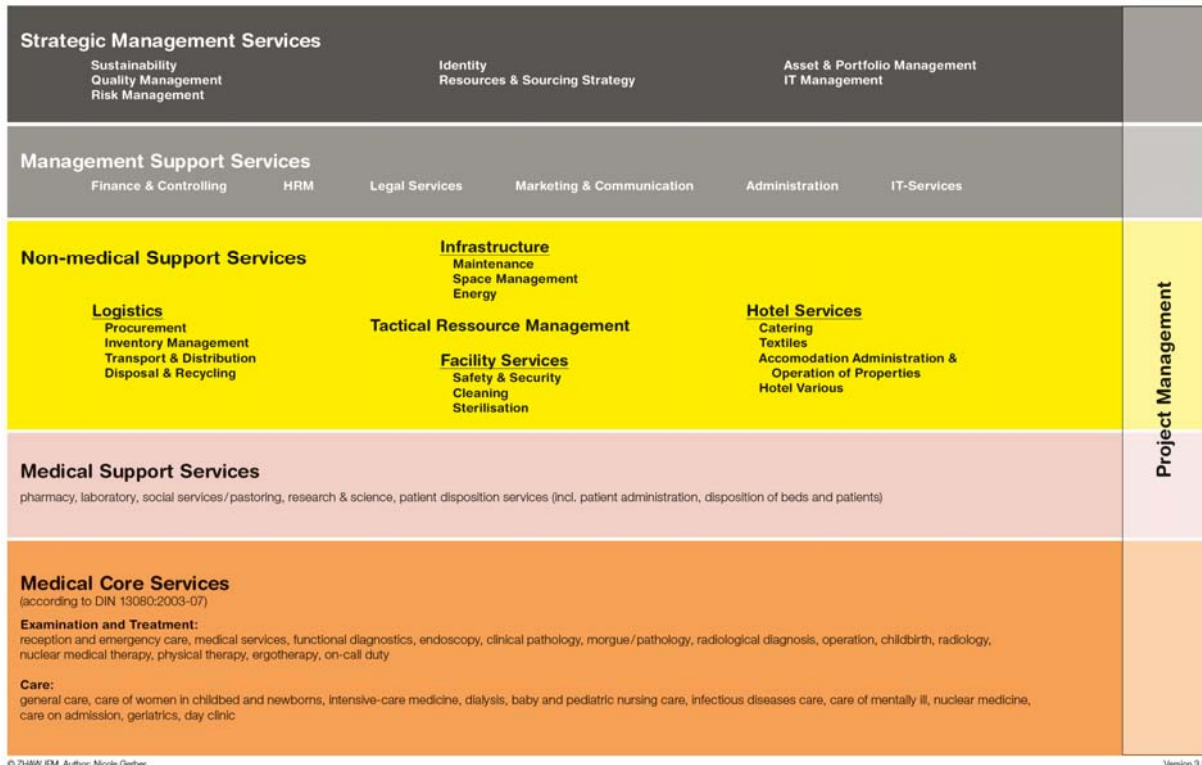 Strategic Management Services
Sustainability
Quality Management
Risk Management
Identity
Resources & Sourcing Strategy
Asset & Portfolio Management
IT Management
Management Support Services
Finance & Controlling HRM Legal Services Marketing & Communication Administration IT-Services
Non-medical Support Services
Logistics
Procurement
Inventory Management
Transport & Distribution
Disposal & Recycling
Infrastructure
Maintenance
Space Management
Energy
Tactical Ressource Management
Facility Services
Safety & Security
Cleaning
Sterilisation
Hotel Services
Catering
Textiles
Accomodation Administration &
Operation of Properties
Hotel Various
Medical Support Services
pharmacy, laboratory, social services/pastoring, research & science, patient disposition services (incl. patient administration, disposition of beds and patients)
Medical Core Services
(according to DIN 13080:2003-07)
Examination and Treatment:
reception and emergency care, medical services, functional diagnostics, endoscopy, clinical pathology, morgue/pathology, radiological diagnosis, operation, childbirth, radiology,
nuclear medical therapy, physical therapy, ergotherapy, on-call duty
Care:
general care, care of women in childbed and newborns, intensive-care medicine, dialysis, baby and pediatric nursing care, infectious diseases care, care of mentally ill, nuclear medicine,
care on admission, geriatrics, day clinic
Project Management
© ZHAW IFM, Author: Nicole Gerber